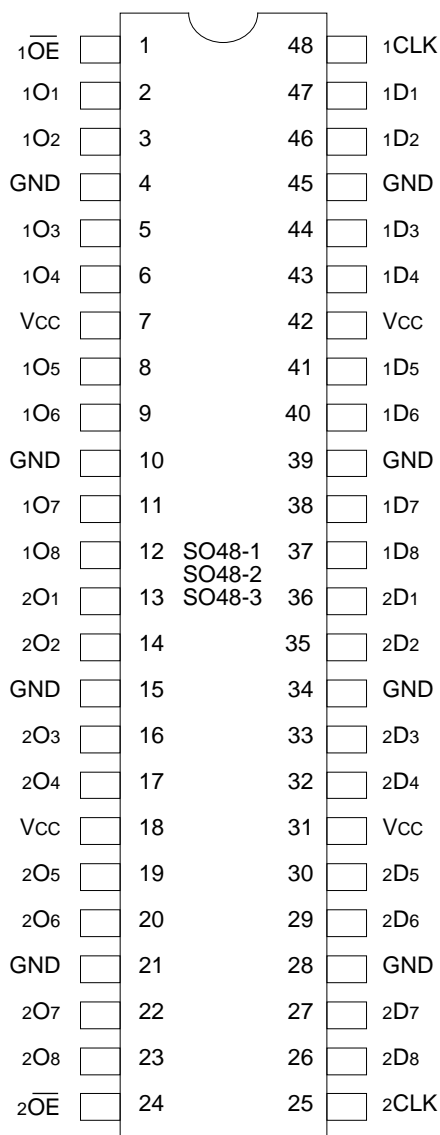 1OE 1 48 1CLK
1O1 2 47 1D1
1O2 3 46 1D2
GND 4 45 GND
1O3 5 44 1D3
1O4 6 43 1D4
VCC 7 42 VCC
1O5 8 41 1D5
1O6 9 40 1D6
GND 10 39 GND
1O7 11 38 1D7
1O8 12 SO48-1 37 1D8
SO48-2
2O1 13 SO48-3 36 2D1
2O2 14 35 2D2
GND 15 34 GND
2O3 16 33 2D3
2O4 17 32 2D4
VCC 18 31 VCC
2O5 19 30 2D5
2O6 20 29 2D6
GND 21 28 GND
2O7 22 27 2D7
2O8 23 26 2D8
2OE 24 25 2CLK